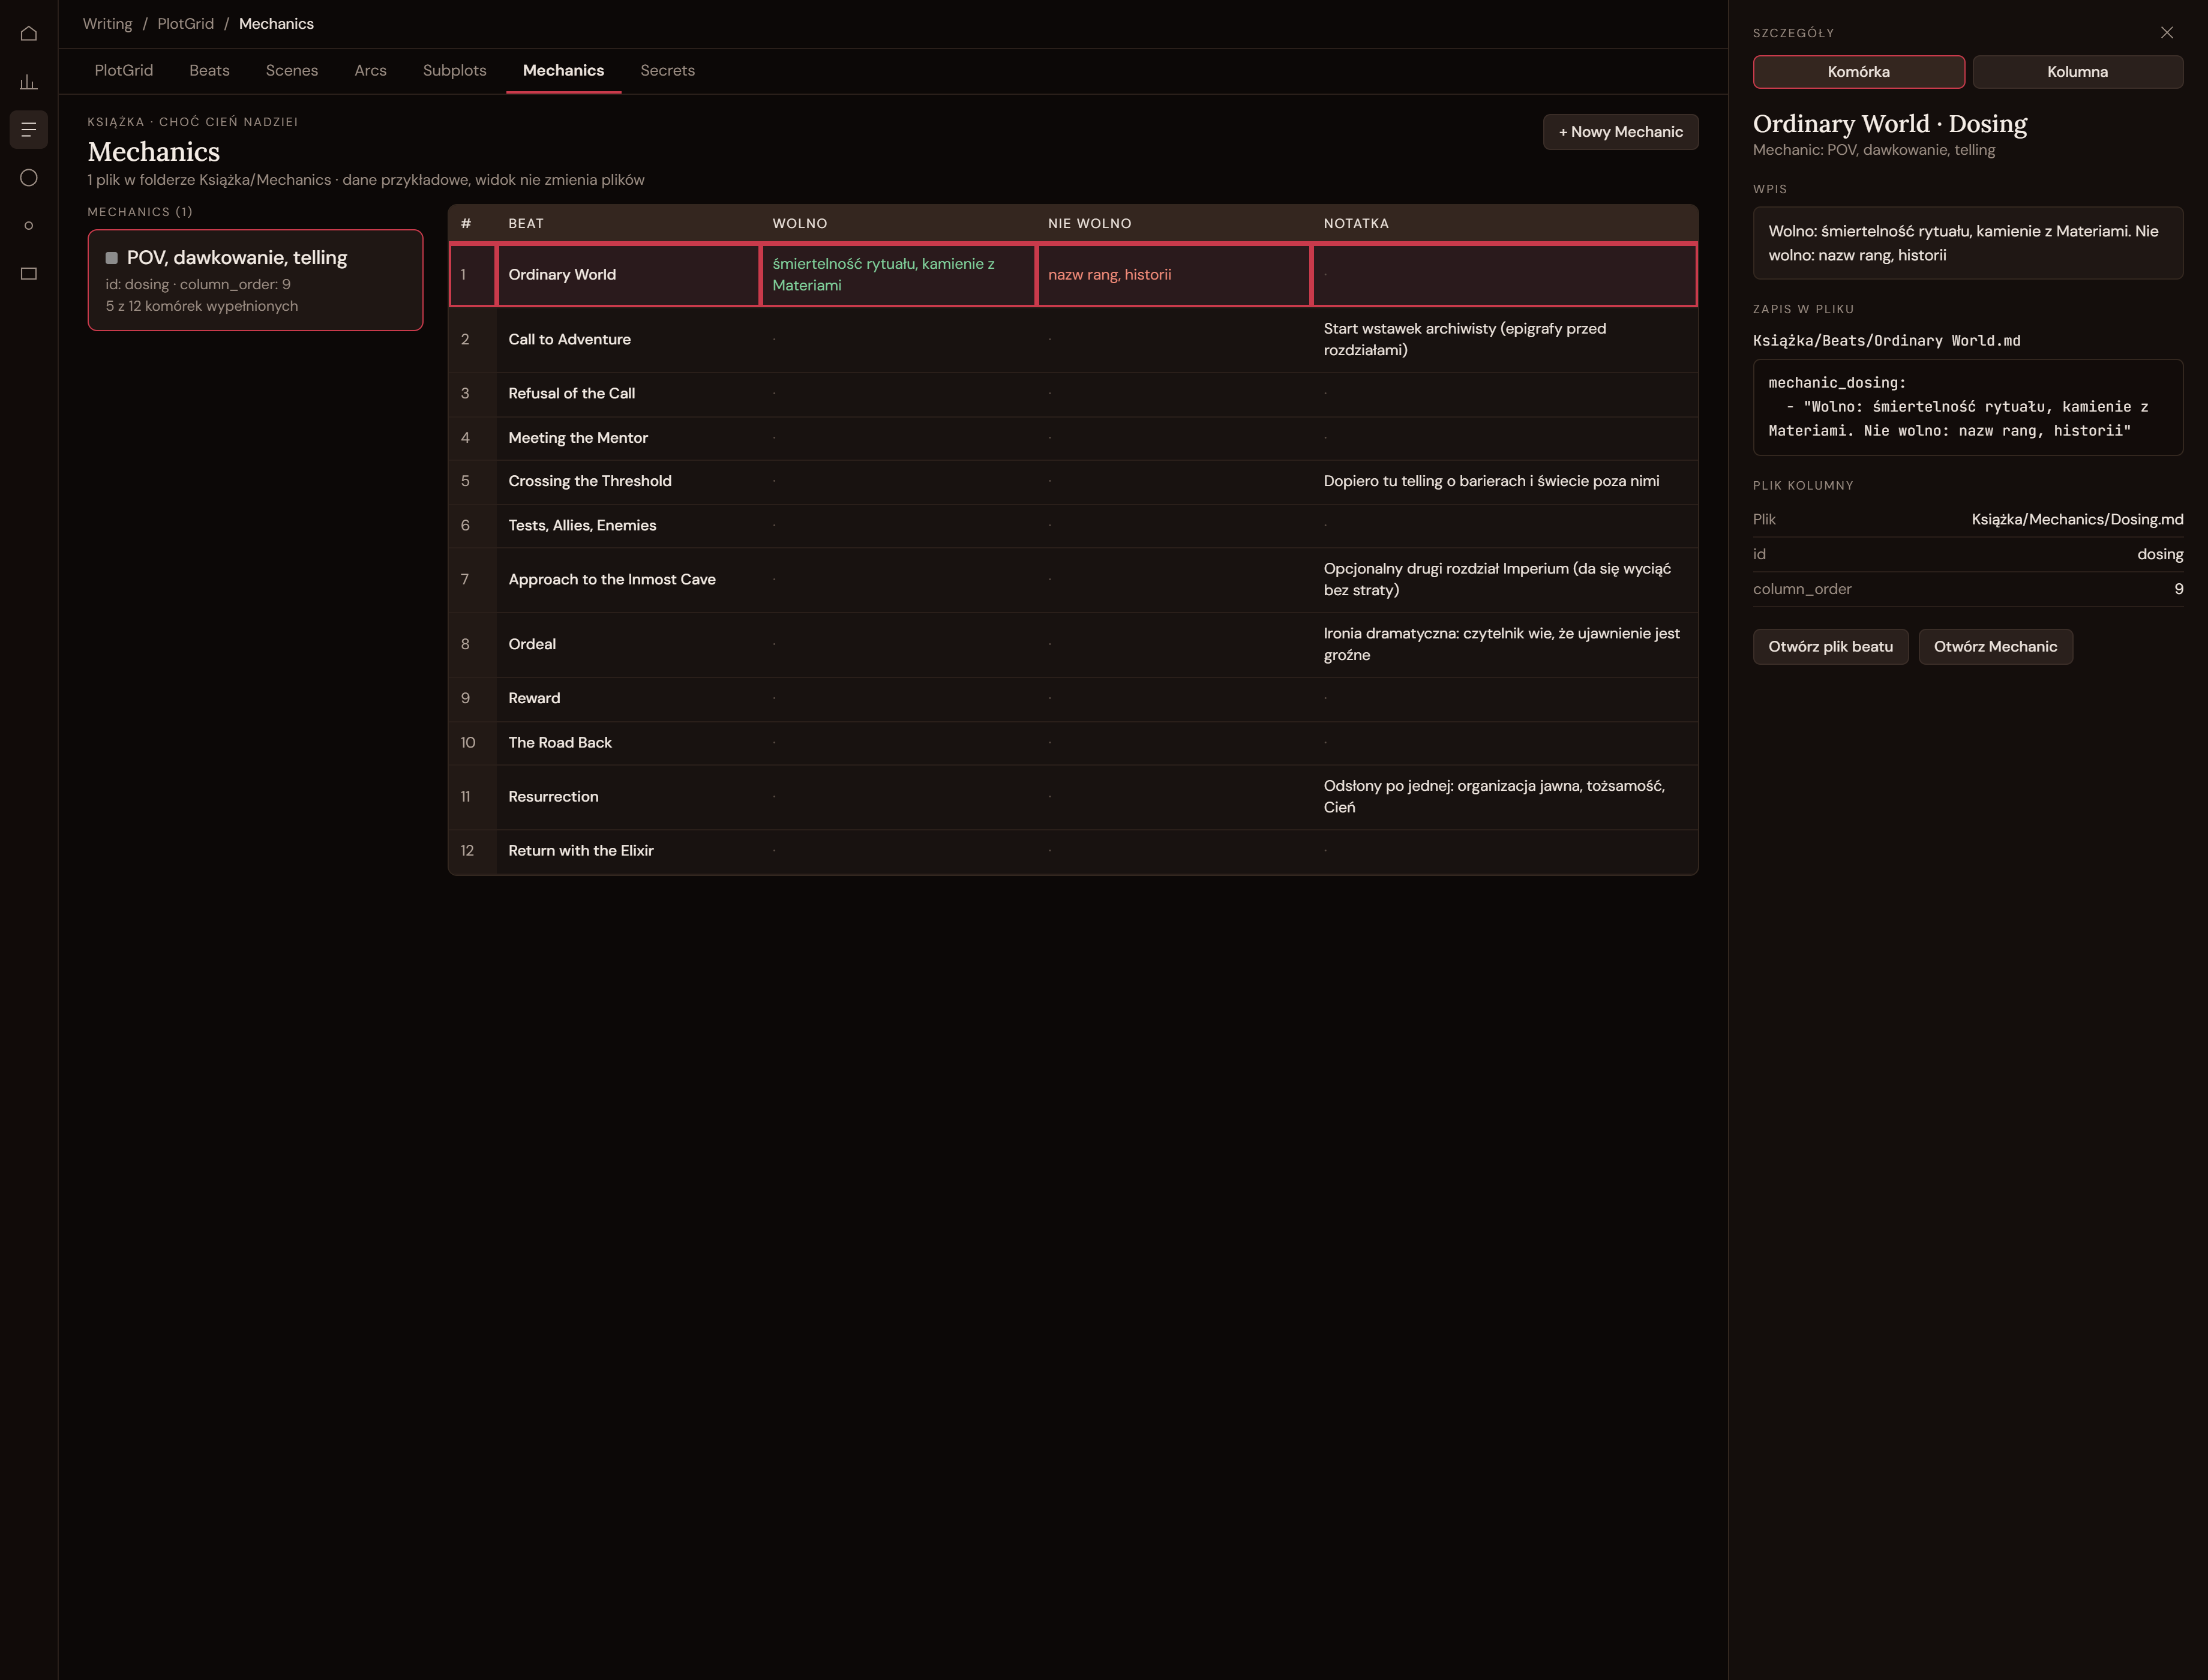 Writing / PlotGrid / Mechanics
PlotGrid Beats Scenes Arcs Subplots Mechanics Secrets
KSIĄŻKA · CHOĆ CIEŃ NADZIEI
Mechanics
1 plik w folderze Książka/Mechanics · dane przykładowe, widok nie zmienia plików
+ Nowy Mechanic
MECHANICS (1)
POV, dawkowanie, telling
id: dosing · column_order: 9
5 z 12 komórek wypełnionych
# BEAT WOLNO NIE WOLNO NOTATKA
1 Ordinary World śmiertelność rytuału, kamienie z nazw rang, historii ·
Materiami
2 Call to Adventure · · Start wstawek archiwisty (epigrafy przed
rozdziałami)
3 Refusal of the Call · · ·
4 Meeting the Mentor · · ·
5 Crossing the Threshold · · Dopiero tu telling o barierach i świecie poza nimi
6 Tests, Allies, Enemies · · ·
7 Approach to the Inmost Cave · · Opcjonalny drugi rozdział Imperium (da się wyciąć
bez straty)
8 Ordeal · · Ironia dramatyczna: czytelnik wie, że ujawnienie jest
groźne
9 Reward · · ·
10 The Road Back · · ·
11 Resurrection · · Odsłony po jednej: organizacja jawna, tożsamość,
Cień
12 Return with the Elixir · · ·
SZCZEGÓŁY
Komórka Kolumna
Ordinary World · Dosing
Mechanic: POV, dawkowanie, telling
WPIS
Wolno: śmiertelność rytuału, kamienie z Materiami. Nie
wolno: nazw rang, historii
ZAPIS W PLIKU
Książka/Beats/Ordinary World.md
mechanic_dosing:
- "Wolno: śmiertelność rytuału, kamienie z
Materiami. Nie wolno: nazw rang, historii"
PLIK KOLUMNY
Plik Książka/Mechanics/Dosing.md
id dosing
column_order 9
Otwórz plik beatu Otwórz Mechanic